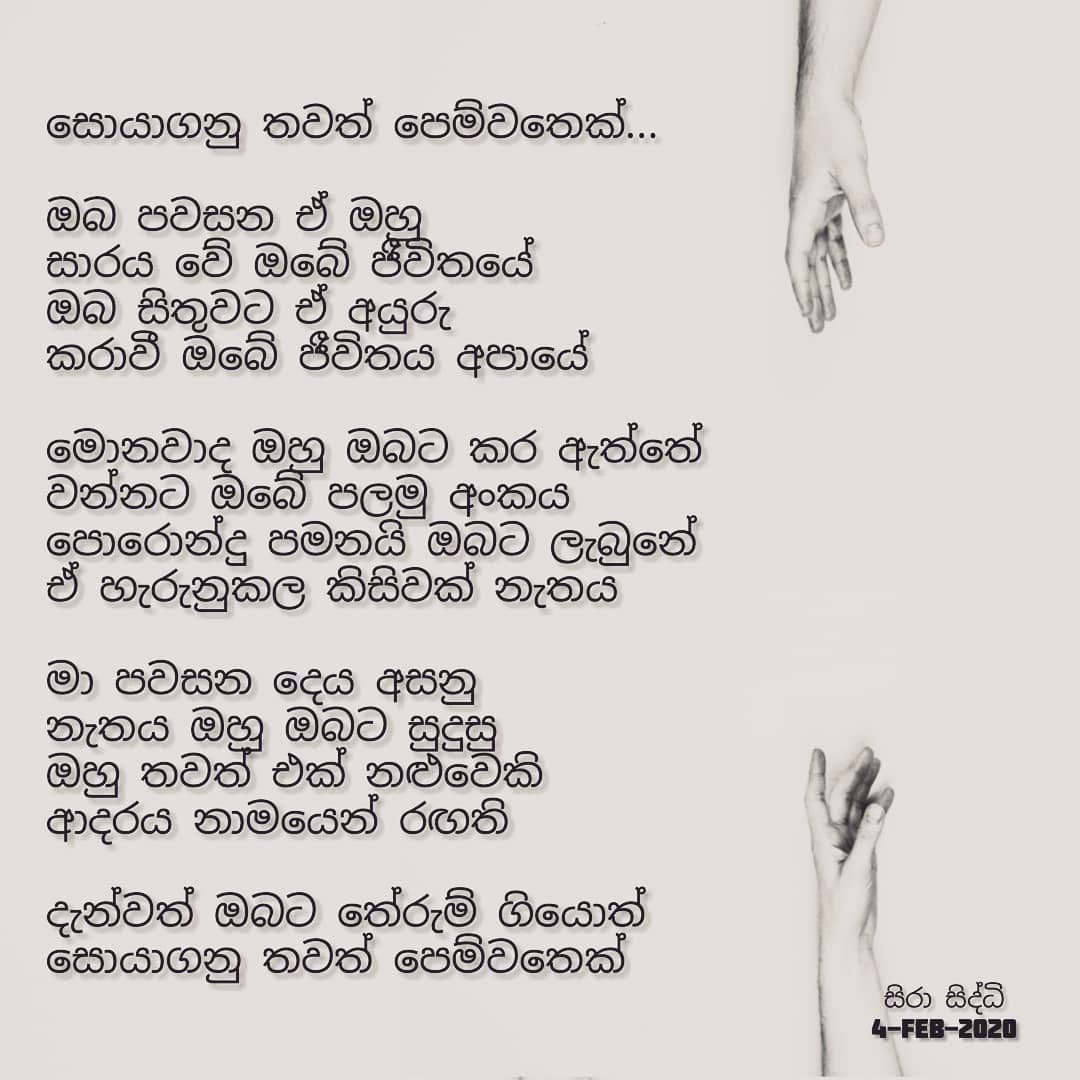 සොයාගනු තවත් පෙම්වතෙක්...
ඔබ පවසන ඒ ඔහු
සාරය වේ ඔබේ ජීවිතයේ
ඔබ සිතුවට ඒ අයුරු
කරාවී ඔබේ ජීවිතය අපායේ
මොනවාද ඔහු ඔබට කර ඇත්තේ
වන්නට ඔබේ පලමු අංකය
පොරොන්දු පමනයි ඔබට ලැබුනේ
ඒ හැරුනුකල කිසිවක් නැතය
මා පවසන දෙය අසනු
නැතය ඔහු ඔබට සුදුසු
ඔහු තවත් එක් නළුවෙකි
ආදරය නාමයෙන් රඟති
දැන්වත් ඔබට තේරුම් ගියොත්
සොයාගනු තවත් පෙම්වතෙක්
සිරා සිද්ධි
4-FEB-2020